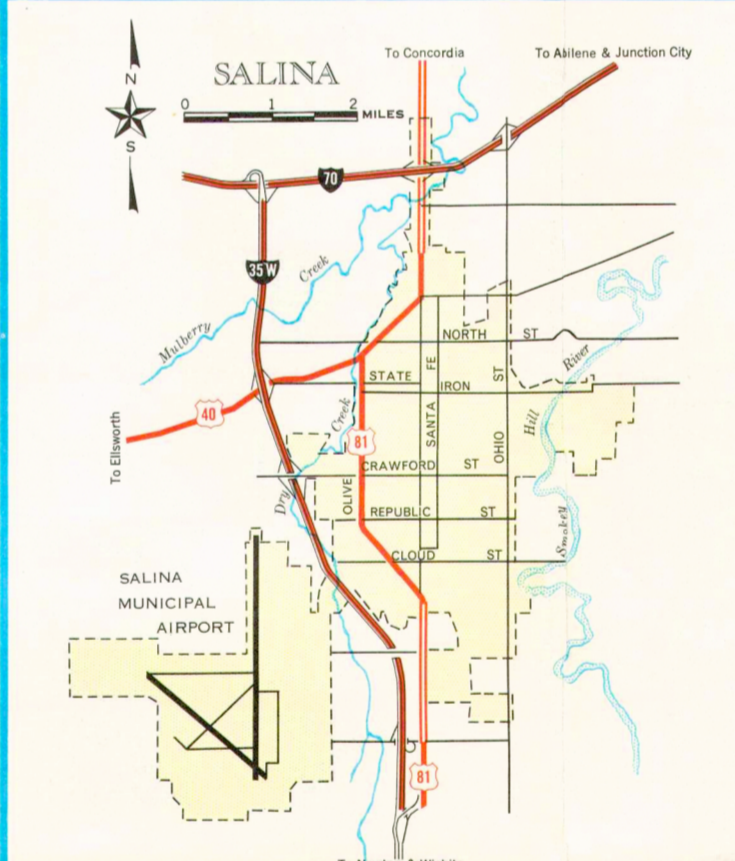 To Concordia
To Abilene & Junction City
N
S
SALINA
0 1 2
MILES
70
35W
Creek
Mulberry
NORTH ST
River
STATE
FE
ST
IRON
40
To Ellsworth
Creek
81
SANTA
OHIO
Hill
CRAWFORD ST
Dry
OLIVE
REPUBLIC ST
Smokey
CLOUD ST
SALINA
MUNICIPAL
AIRPORT
81